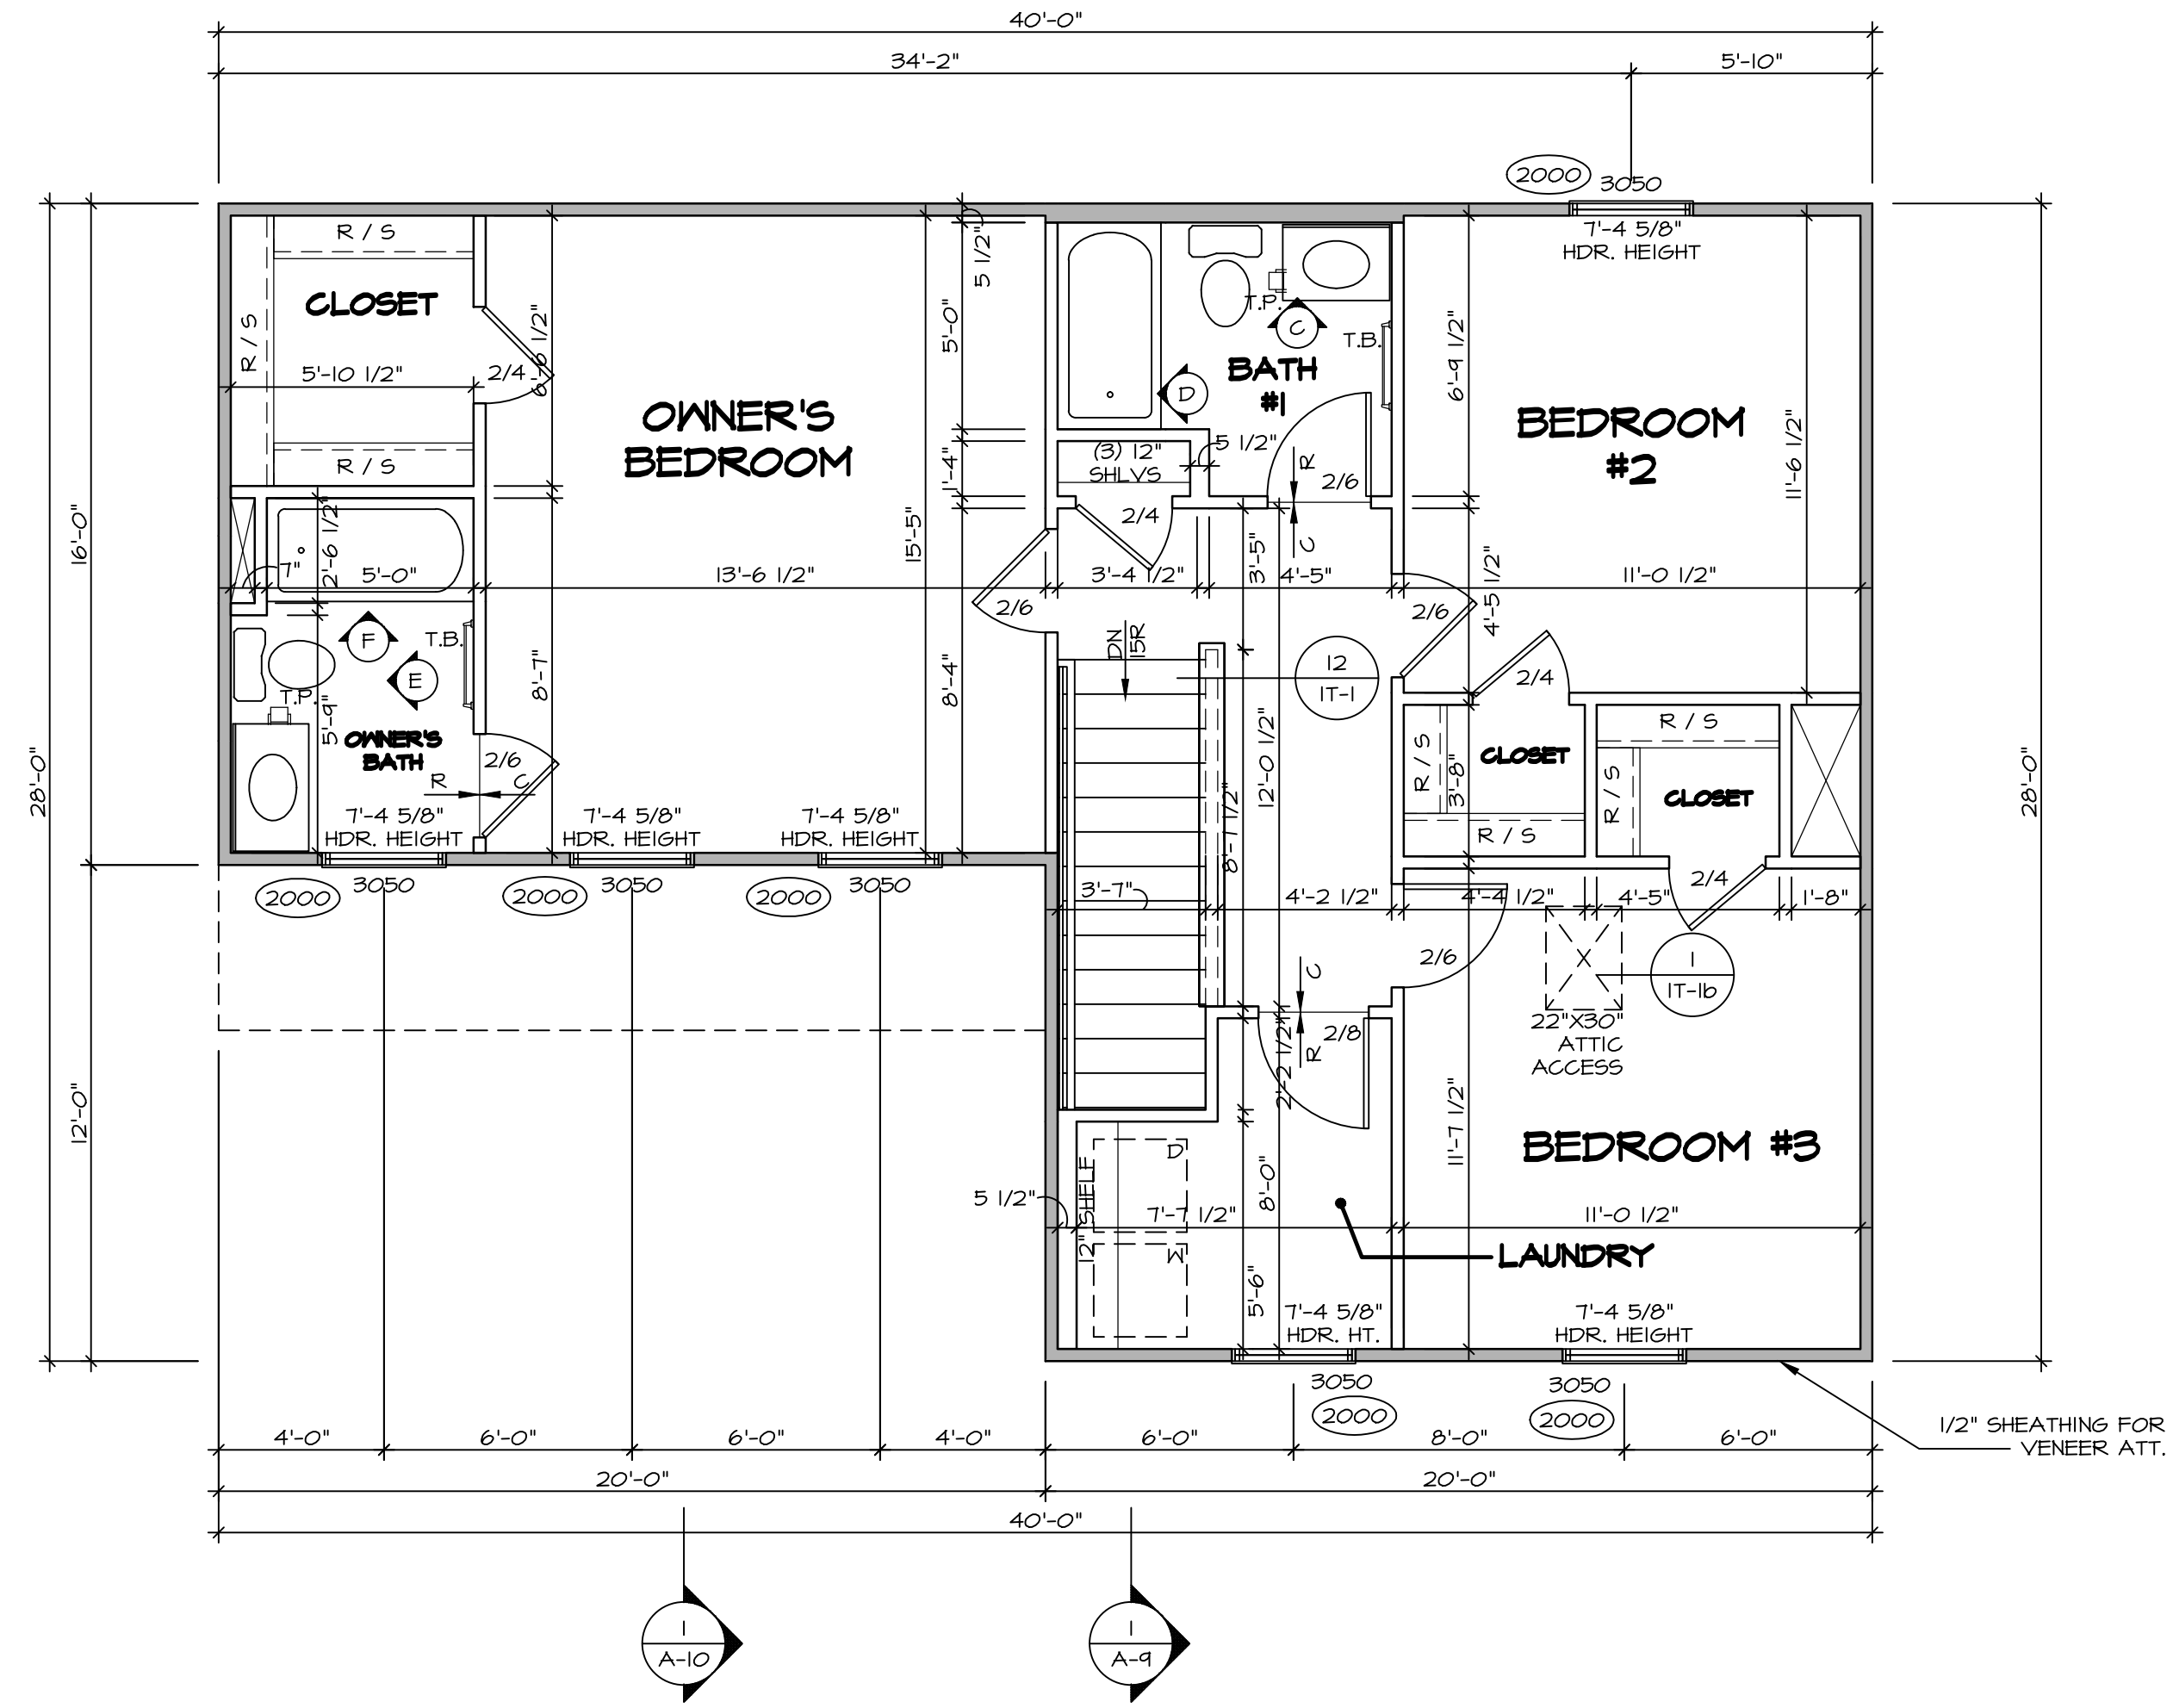 40'-0"
34'-2"
5'-10"
2000
3050
7'-4 5/8"
HDR. HEIGHT
R / S
CLOSET
R / S
5'-10 1/2"
2/4
6'-6 1/2"
R / S
OWNER'S
BEDROOM
5 1/2"
5'-0"
1'-4"
15'-5"
8'-4"
T.P.
C
T.B.
BATH
#1
D
5 1/2"
(3) 12"
SHLVS
2/4
R
2/6
C
6'-9 1/2"
BEDROOM
#2
11'-6 1/2"
28'-0"
16'-0"
12'-0"
28'-0"
7"
2'-6 1/2"
5'-0"
13'-6 1/2"
3'-4 1/2"
3'-5"
4'-5"
4'-5 1/2"
11'-0 1/2"
2/6
2/6
F
T.B.
E
T.P.
5'-9"
8'-7"
OWNER'S
BATH
2/6
R
C
DN
15R
12
1T-1
2/4
12'-0 1/2"
8'-7 1/2"
R / S
CLOSET
3'-8"
R / S
R / S
R / S
CLOSET
7'-4 5/8"
HDR. HEIGHT
7'-4 5/8"
HDR. HEIGHT
7'-4 5/8"
HDR. HEIGHT
2000
3050
2000
3050
2000
3050
3'-7"
4'-2 1/2"
4'-4 1/2"
4'-5"
2/4
1'-8"
2/6
C
R
2/8
1
1T-1b
22"X30"
ATTIC
ACCESS
2'-2 1/2"
11'-7 1/2"
BEDROOM #3
D
12" SHELF
W
5 1/2"
8'-0"
7'-7 1/2"
11'-0 1/2"
LAUNDRY
5'-6"
7'-4 5/8"
HDR. HT.
7'-4 5/8"
HDR. HEIGHT
3050
2000
3050
2000
1/2" SHEATHING FOR
VENEER ATT.
4'-0"
6'-0"
6'-0"
4'-0"
6'-0"
8'-0"
6'-0"
20'-0"
20'-0"
40'-0"
1
A-10
1
A-9